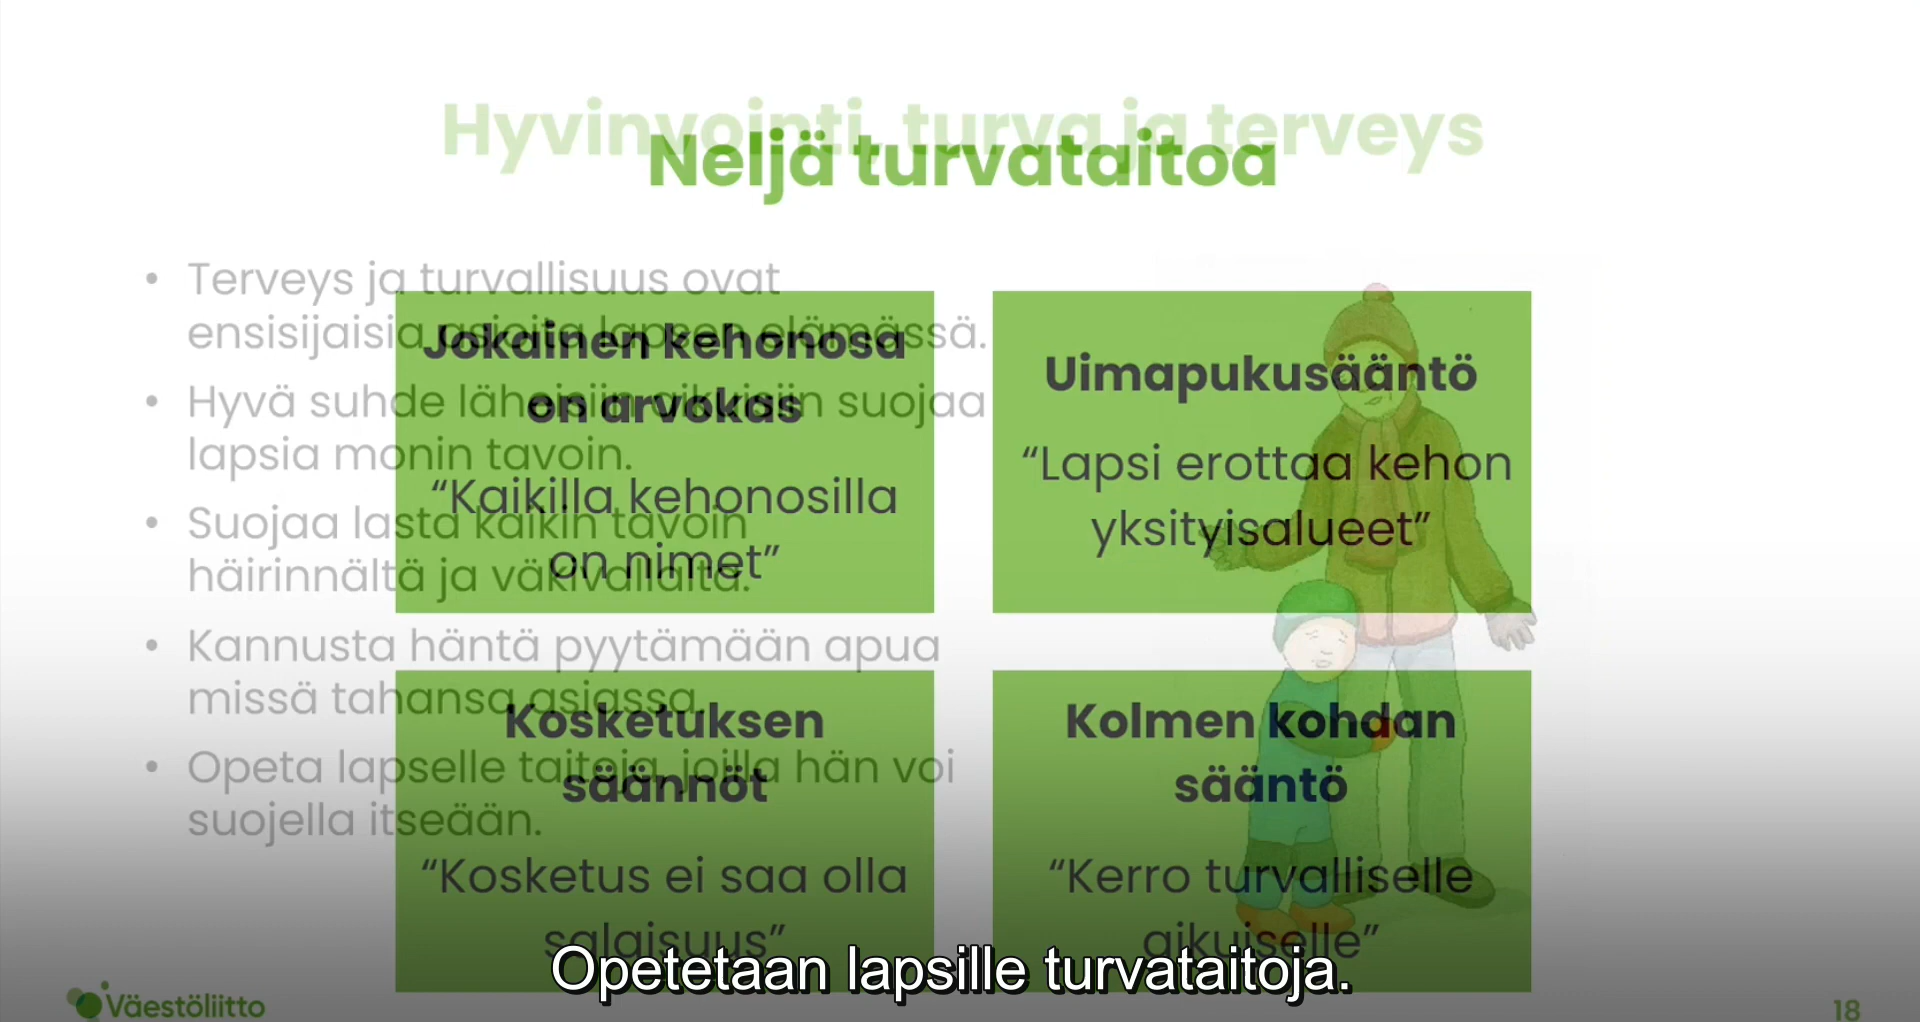 Hyvinvointi, turva ja terveys
Neljä turvataitoa
• Terveys ja turvallisuus ovat
ensisijaisia asioita lapsen elämässä.
• Hyvä suhde läheisiin aikuisiin suojaa
lapsia monin tavoin.
• Suojaa lasta kaikin tavoin
häirinnältä ja väkivallalta.
• Kannusta häntä pyytämään apua
missä tahansa asiassa.
• Opeta lapselle taitoja, joilla hän voi
suojella itseään.
Jokainen kehonosa
on arvokas
“Kaikilla kehonosilla
on nimet”
Uimapukusääntö
“Lapsi erottaa kehon
yksityisalueet”
Kosketuksen
säännöt
“Kosketus ei saa olla
salaisuus”
Kolmen kohdan
sääntö
“Kerro turvalliselle
aikuiselle”
Opetetaan lapsille turvataitoja.
Väestöliitto
18